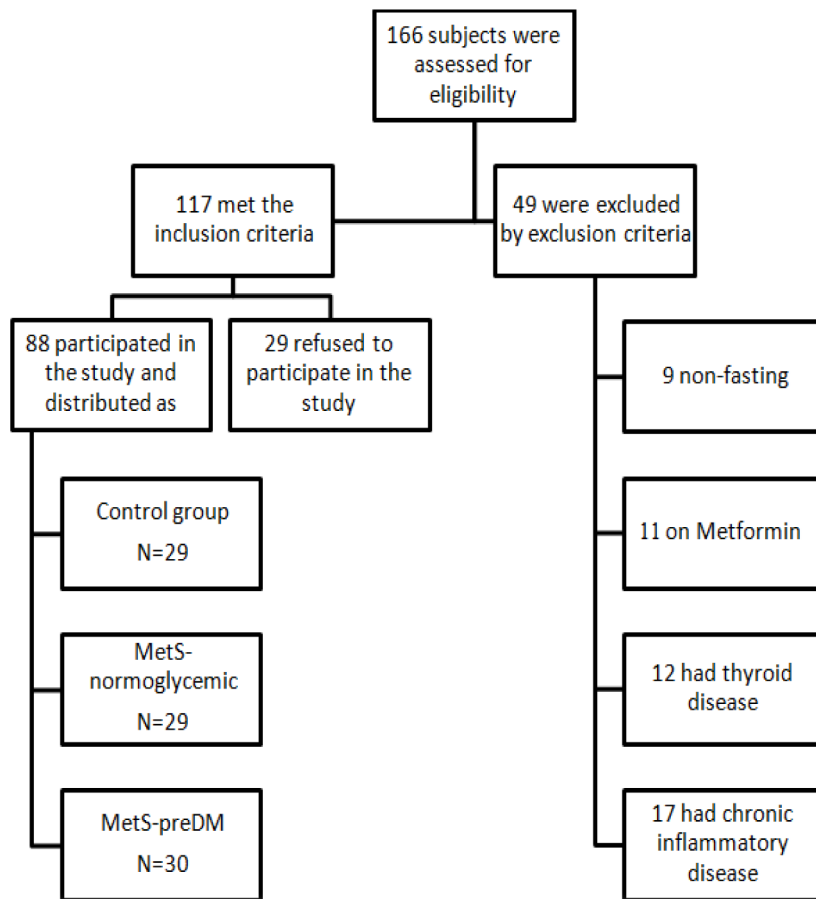 166 subjects were
assessed for
eligibility
117 met the
inclusion criteria
49 were excluded
by exclusion criteria
88 participated in
the study and
distributed as
29 refused to
participate in the
study
Control group
N=29
MetS-
normoglycemic
N=29
MetS-preDM
N=30
9 non-fasting
11 on Metformin
12 had thyroid
disease
17 had chronic
inflammatory
disease